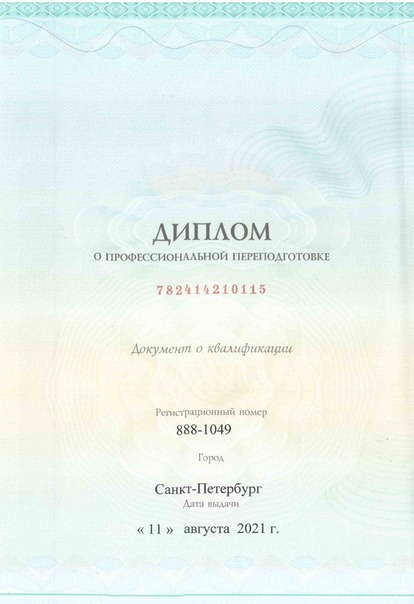 ДИПЛОМ
О ПРОФЕССИОНАЛЬНОЙ ПЕРЕПОДГОТОВКЕ
782414210115
Документ о квалификации
Регистрационный номер
888-1049
Город
Санкт-Петербург
Дата выдачи
« 11 » августа 2021 г.